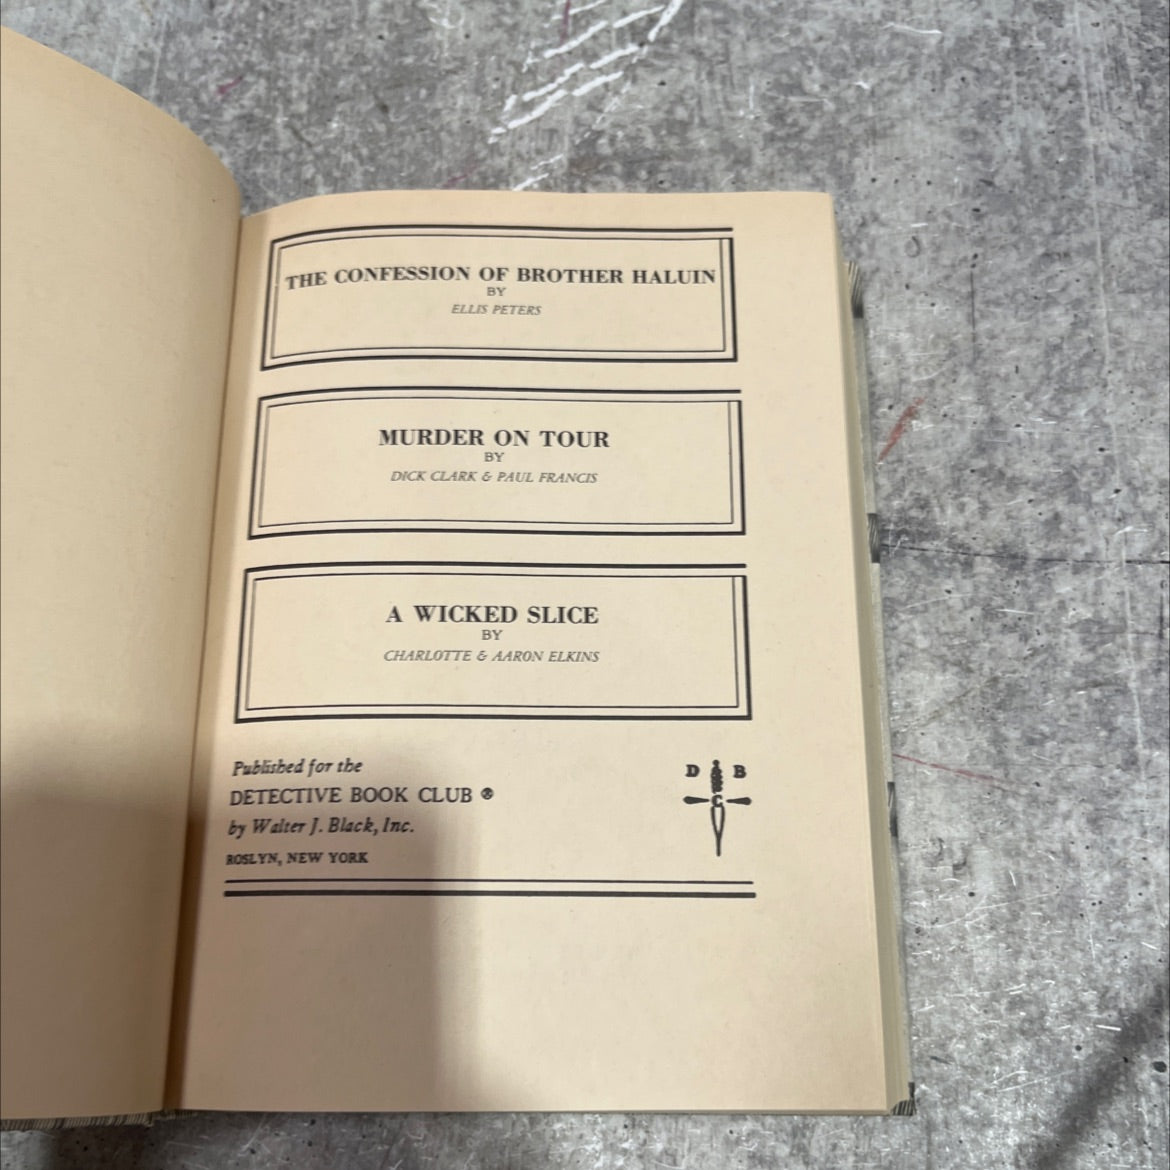 THE CONFESSION OF BROTHER HALUIN
BY
ELLIS PETERS
MURDER ON TOUR
BY
DICK CLARK & PAUL FRANCIS
A WICKED SLICE
BY
CHARLOTTE & AARON ELKINS
Published for the
DETECTIVE BOOK CLUB ®
by Walter J. Black, Inc.
ROSLYN, NEW YORK
D B
C